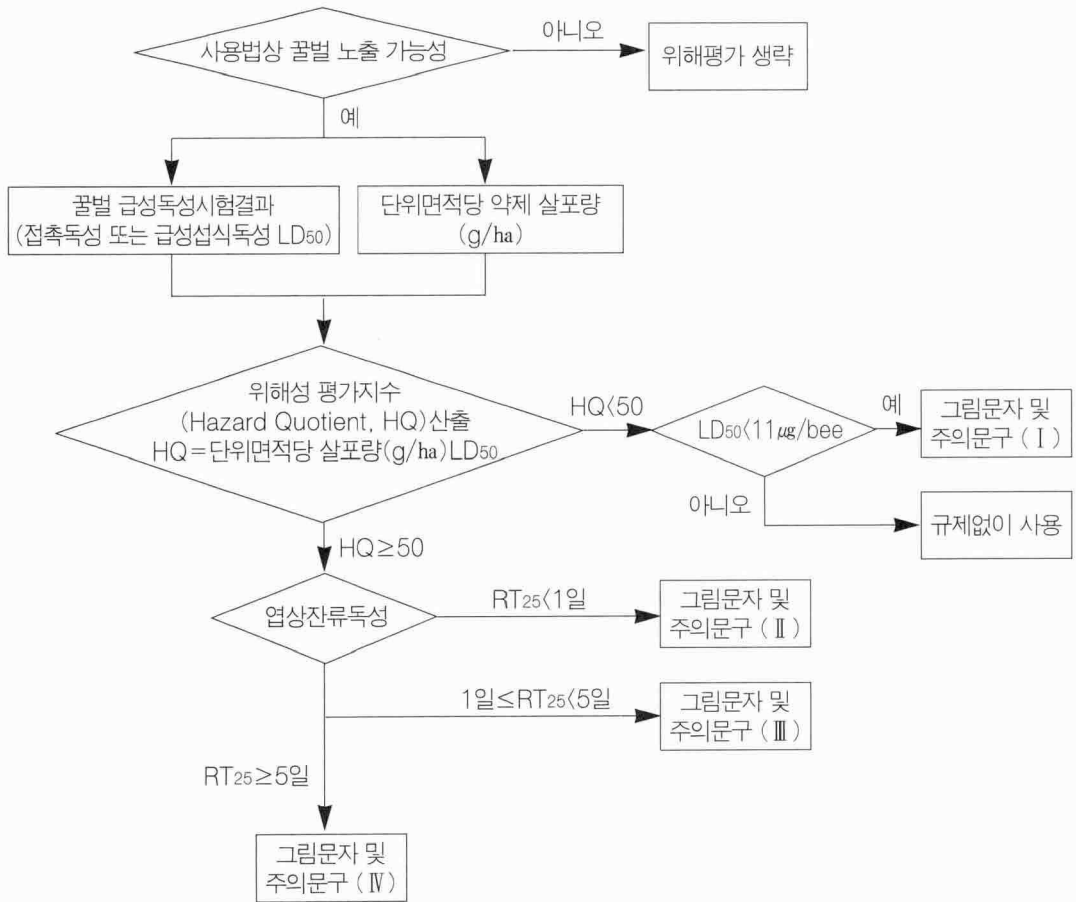 사용법상 꿀벌 노출 가능성
아니오
위해평가 생략
예
꿀벌 급성독성시험결과
(접촉독성 또는 급성섭식독성 LD50)
단위면적당 약제 살포량
(g/ha)
위해성 평가지수
(Hazard Quotient, HQ)산출
HQ=단위면적당 살포량(g/ha)LD50
HQ<50
LD50<11㎍/bee
예
그림문자 및
주의문구 (Ⅰ)
아니오
규제없이 사용
HQ≥50
엽상잔류독성
RT25<1일
그림문자 및
주의문구 (Ⅱ)
1일≤RT25<5일
그림문자 및
주의문구 (Ⅲ)
RT25≥5일
그림문자 및
주의문구 (Ⅳ)